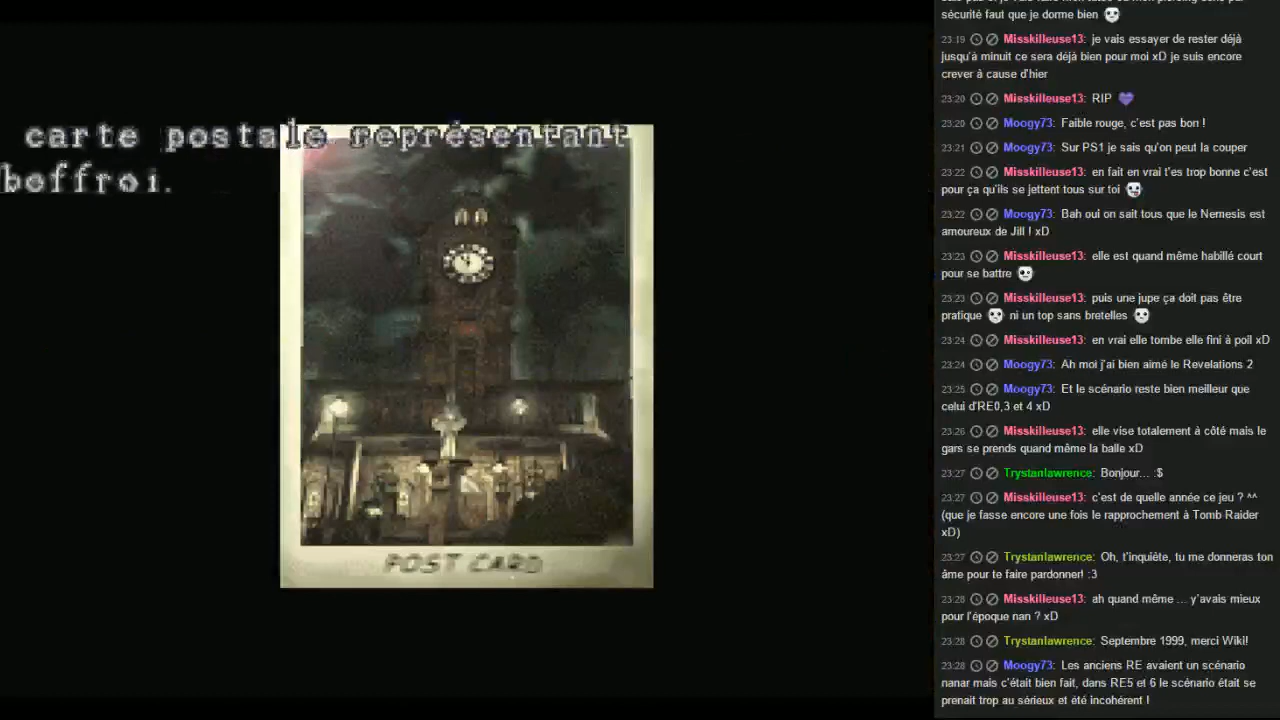 carte postale représentant
beffroi.
POST CARD
sécurité faut que je dorme bien
23:19 Misskilleuse13: je vais essayer de rester déjà
jusqu'à minuit ce sera déjà bien pour moi xD je suis encore
crever à cause d'hier
23:20 Misskilleuse13: RIP
23:20 Moogy73: Faible rouge, c'est pas bon !
23:21 Moogy73: Sur PS1 je sais qu'on peut la couper
23:22 Misskilleuse13: en fait en vrai t'es trop bonne c'est
pour ça qu'ils se jettent tous sur toi
23:22 Moogy73: Bah oui on sait tous que le Nemesis est
amoureux de Jill ! xD
23:23 Misskilleuse13: elle est quand même habillé court
pour se battre
23:23 Misskilleuse13: puis une jupe ça doit pas être
pratique ni un top sans bretelles
23:24 Misskilleuse13: en vrai elle tombe elle fini à poil xD
23:24 Moogy73: Ah moi j'ai bien aimé le Revelations 2
23:25 Moogy73: Et le scénario reste bien meilleur que
celui d'RE0,3 et 4 xD
23:26 Misskilleuse13: elle vise totalement à côté mais le
gars se prends quand même la balle xD
23:27 Trystanlawrence: Bonjour... :$
23:27 Misskilleuse13: c'est de quelle année ce jeu ? ^^
(que je fasse encore une fois le rapprochement à Tomb Raider
xD)
23:27 Trystanlawrence: Oh, t'inquiète, tu me donneras ton
âme pour te faire pardonner! :3
23:28 Misskilleuse13: ah quand même ... y'avais mieux
pour l'époque nan ? xD
23:28 Trystanlawrence: Septembre 1999, merci Wiki!
23:28 Moogy73: Les anciens RE avaient un scénario
nanar mais c'était bien fait, dans RE5 et 6 le scénario était se
prenait trop au sérieux et été incohérent !